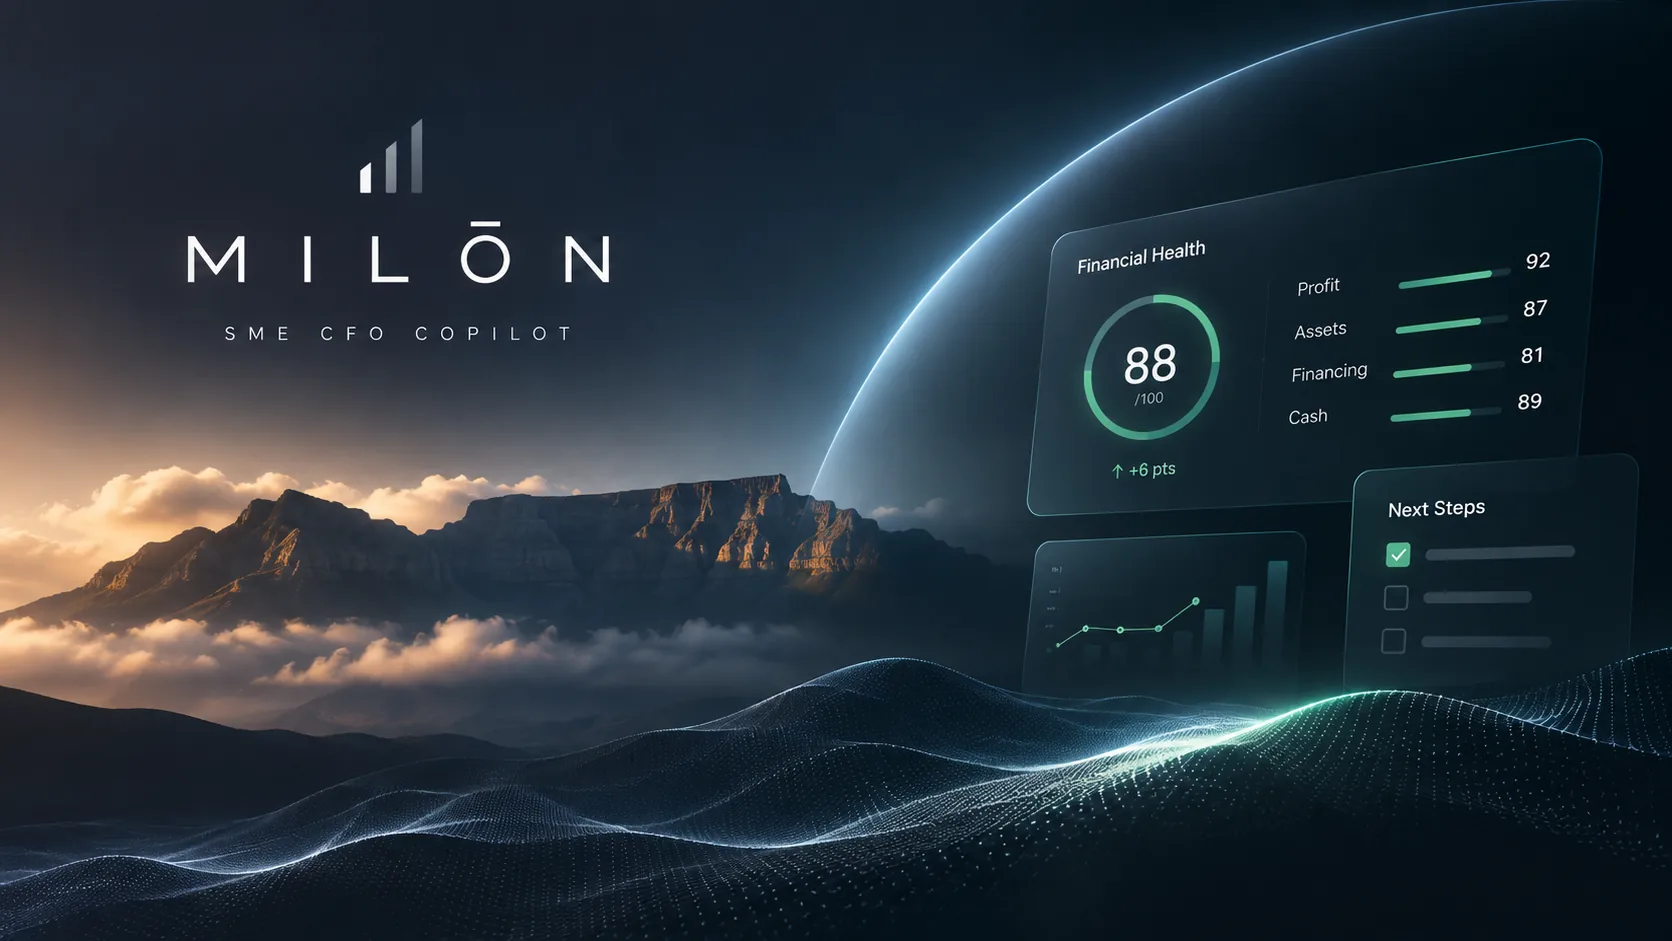 MILŌN
SME CFO COPILOT
Financial Health
88
/100
↑ +6 pts
Profit 92
Assets 87
Financing 81
Cash 89
Next Steps